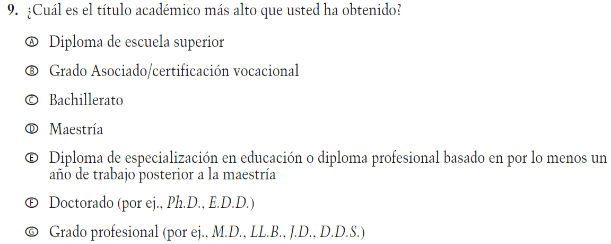 9. ¿Cuál es el título académico más alto que usted ha obtenido?
Ⓐ Diploma de escuela superior
Ⓑ Grado Asociado/certificación vocacional
Ⓒ Bachillerato
Ⓓ Maestría
Ⓔ Diploma de especialización en educación o diploma profesional basado en por lo menos un
año de trabajo posterior a la maestría
Ⓕ Doctorado (por ej., Ph.D., E.D.D.)
Ⓖ Grado profesional (por ej., M.D., LL.B., J.D., D.D.S.)